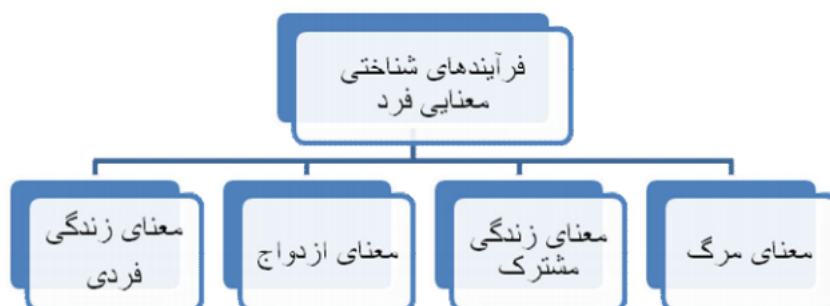 فرآیندهای شناختی
معنایی فرد
معنای مرگ
معنای زندگی
مشترک
معنای ازدواج
معنای زندگی
فردی